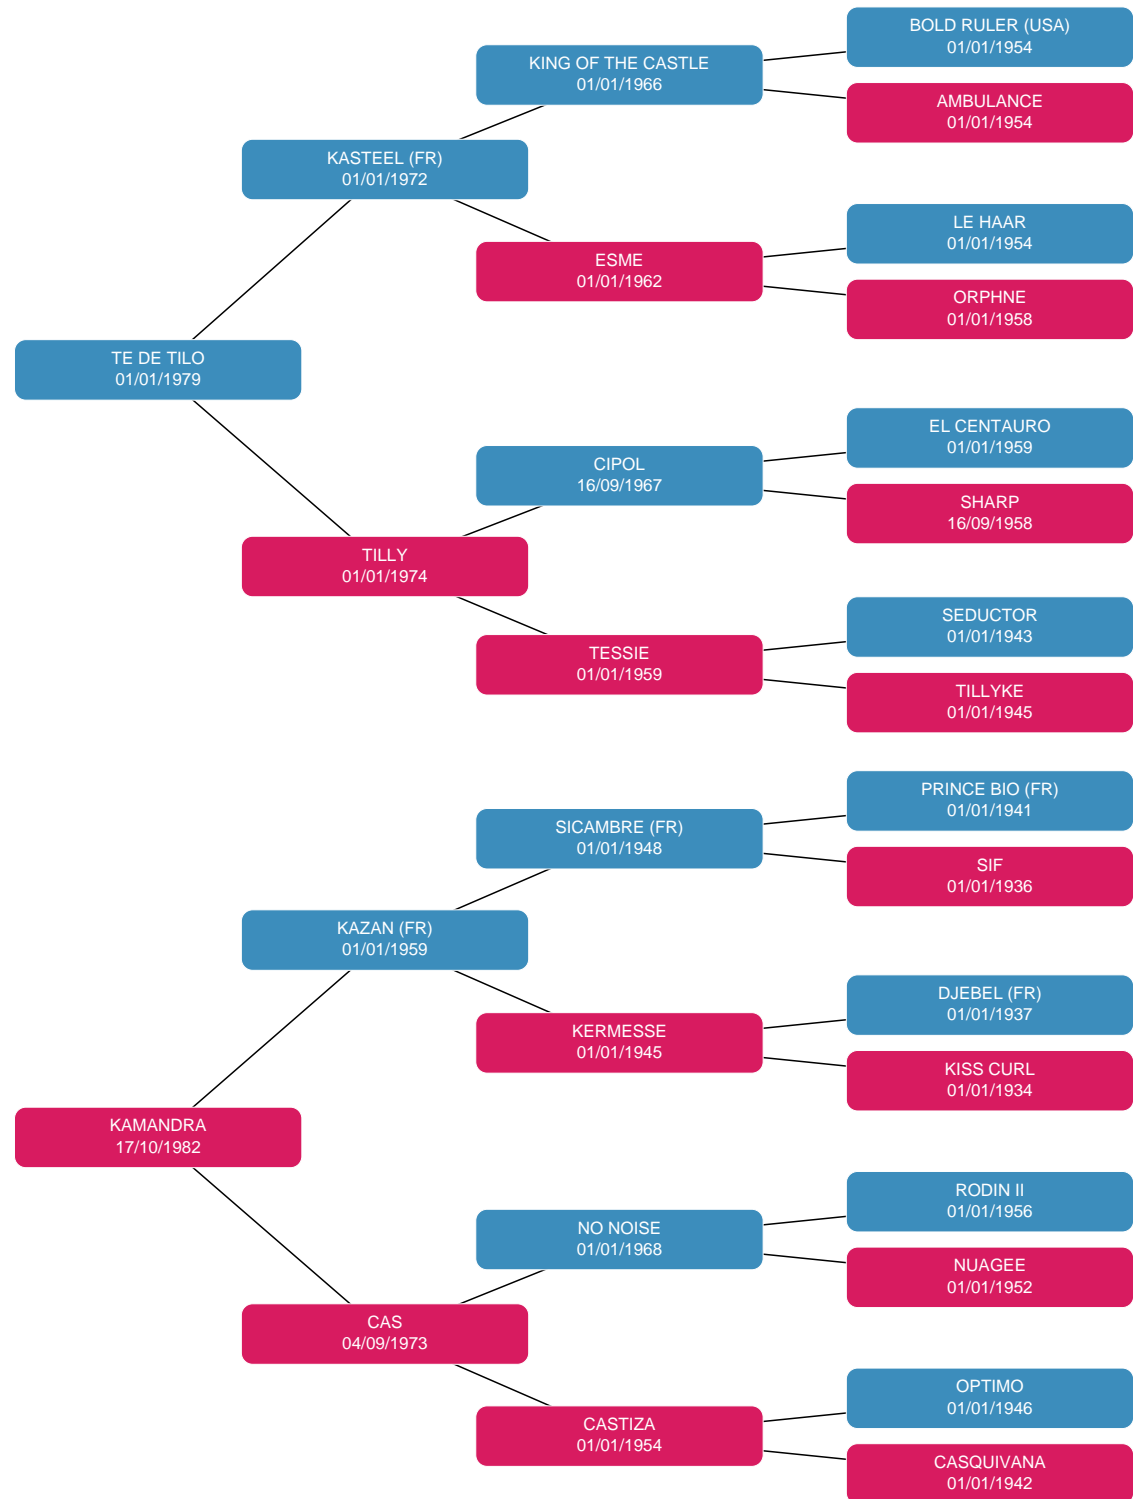 BOLD RULER (USA)
01/01/1954
KING OF THE CASTLE
01/01/1966
AMBULANCE
01/01/1954
KASTEEL (FR)
01/01/1972
LE HAAR
01/01/1954
ESME
01/01/1962
ORPHNE
01/01/1958
TE DE TILO
01/01/1979
EL CENTAURO
01/01/1959
CIPOL
16/09/1967
SHARP
16/09/1958
TILLY
01/01/1974
SEDUCTOR
01/01/1943
TESSIE
01/01/1959
TILLYKE
01/01/1945
PRINCE BIO (FR)
01/01/1941
SICAMBRE (FR)
01/01/1948
SIF
01/01/1936
KAZAN (FR)
01/01/1959
DJEBEL (FR)
01/01/1937
KERMESSE
01/01/1945
KISS CURL
01/01/1934
KAMANDRA
17/10/1982
RODIN II
01/01/1956
NO NOISE
01/01/1968
NUAGEE
01/01/1952
CAS
04/09/1973
OPTIMO
01/01/1946
CASTIZA
01/01/1954
CASQUIVANA
01/01/1942